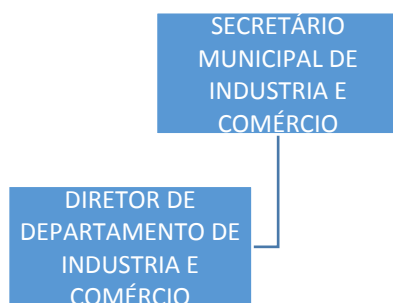 SECRETÁRIO
MUNICIPAL DE
INDUSTRIA E
COMÉRCIO
DIRETOR DE
DEPARTAMENTO DE
INDUSTRIA E
COMÉRCIO